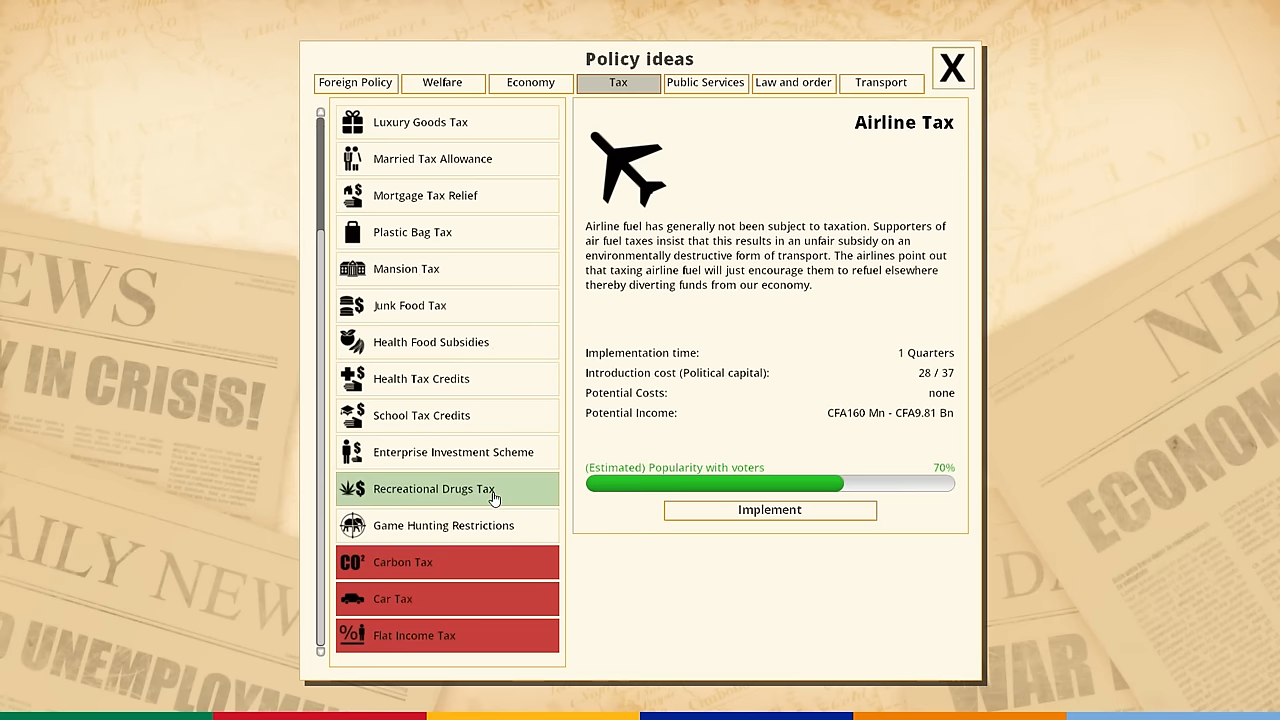 Policy ideas
X
Foreign Policy
Welfare
Economy
Tax
Public Services
Law and order
Transport
Luxury Goods Tax
Married Tax Allowance
Mortgage Tax Relief
Plastic Bag Tax
Mansion Tax
Junk Food Tax
Health Food Subsidies
Health Tax Credits
School Tax Credits
Enterprise Investment Scheme
Recreational Drugs Tax
Game Hunting Restrictions
CO² Carbon Tax
Car Tax
% Flat Income Tax
Airline Tax
Airline fuel has generally not been subject to taxation. Supporters of
air fuel taxes insist that this results in an unfair subsidy on an
environmentally destructive form of transport. The airlines point out
that taxing airline fuel will just encourage them to refuel elsewhere
thereby diverting funds from our economy.
Implementation time: 1 Quarters
Introduction cost (Political capital): 28 / 37
Potential Costs: none
Potential Income: CFA160 Mn - CFA9.81 Bn
(Estimated) Popularity with voters 70%
Implement
EWS
Y IN CRISIS!
AILY NEW
UNEMPLOYM
NE
ECONOM
DA
WAR